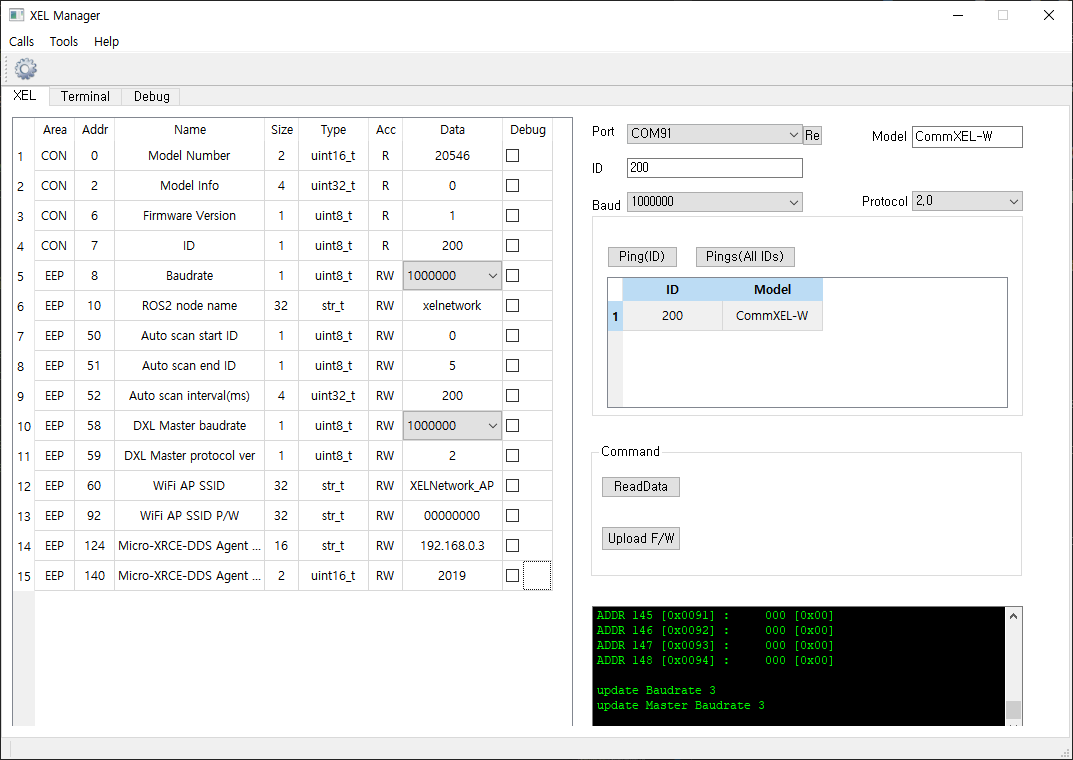 XEL Manager
Calls Tools Help
XEL Terminal Debug
Area Addr Name Size Type Acc Data Debug
1 CON 0 Model Number 2 uint16_t R 20546
2 CON 2 Model Info 4 uint32_t R 0
3 CON 6 Firmware Version 1 uint8_t R 1
4 CON 7 ID 1 uint8_t R 200
5 EEP 8 Baudrate 1 uint8_t RW 1000000
6 EEP 10 ROS2 node name 32 str_t RW xelnetwork
7 EEP 50 Auto scan start ID 1 uint8_t RW 0
8 EEP 51 Auto scan end ID 1 uint8_t RW 5
9 EEP 52 Auto scan interval(ms) 4 uint32_t RW 200
10 EEP 58 DXL Master baudrate 1 uint8_t RW 1000000
11 EEP 59 DXL Master protocol ver 1 uint8_t RW 2
12 EEP 60 WiFi AP SSID 32 str_t RW XELNetwork_AP
13 EEP 92 WiFi AP SSID P/W 32 str_t RW 00000000
14 EEP 124 Micro-XRCE-DDS Agent ... 16 str_t RW 192.168.0.3
15 EEP 140 Micro-XRCE-DDS Agent ... 2 uint16_t RW 2019
Port COM91 Re Model CommXEL-W
ID 200
Baud 1000000 Protocol 2,0
Ping(ID) Pings(All IDs)
ID Model
1 200 CommXEL-W
Command
ReadData
Upload F/W
ADDR 145 [0x0091] : 000 [0x00]
ADDR 146 [0x0092] : 000 [0x00]
ADDR 147 [0x0093] : 000 [0x00]
ADDR 148 [0x0094] : 000 [0x00]
update Baudrate 3
update Master Baudrate 3